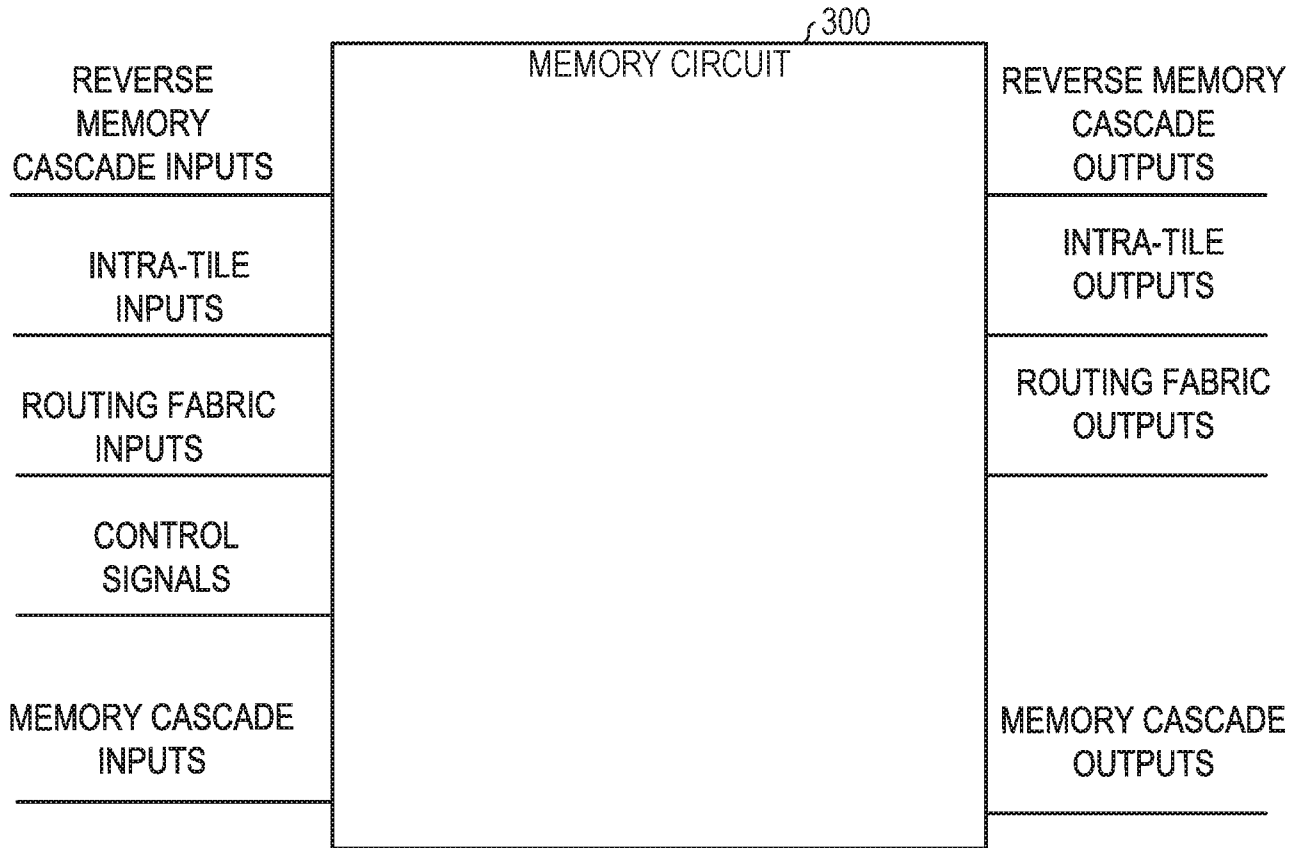 300
MEMORY CIRCUIT
REVERSE
MEMORY
CASCADE INPUTS
INTRA-TILE
INPUTS
ROUTING FABRIC
INPUTS
CONTROL
SIGNALS
MEMORY CASCADE
INPUTS
REVERSE MEMORY
CASCADE
OUTPUTS
INTRA-TILE
OUTPUTS
ROUTING FABRIC
OUTPUTS
MEMORY CASCADE
OUTPUTS